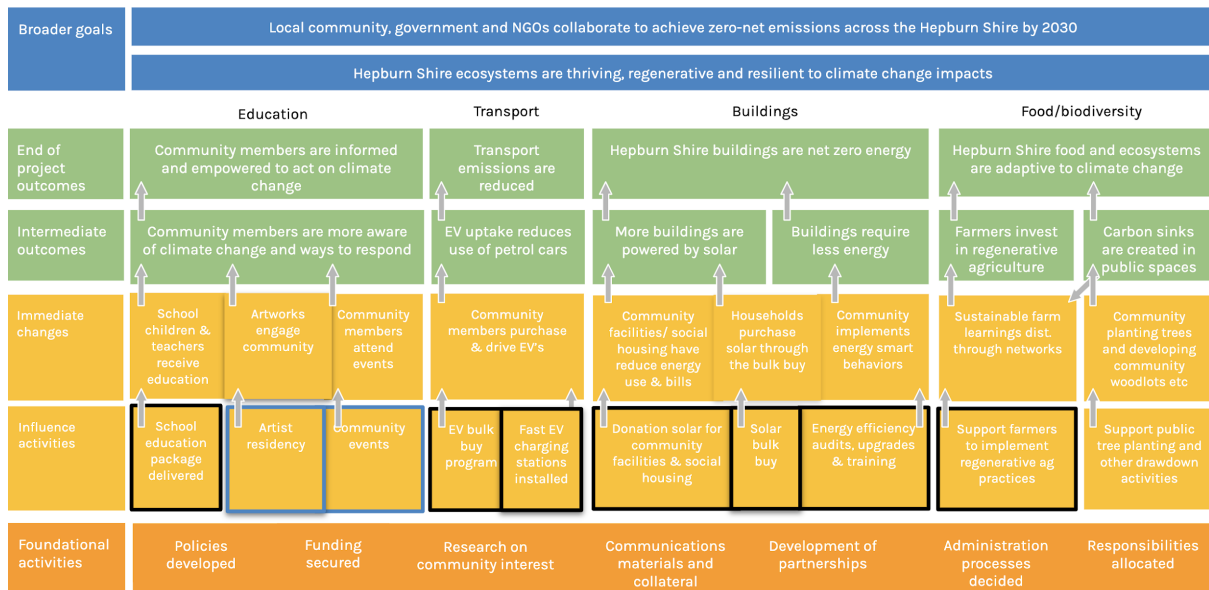 Broader goals
Local community, government and NGOs collaborate to achieve zero-net emissions across the Hepburn Shire by 2030
Hepburn Shire ecosystems are thriving, regenerative and resilient to climate change impacts
Education
Transport
Buildings
Food/biodiversity
End of
project
outcomes
Community members are informed
and empowered to act on climate
change
Transport
emissions are
reduced
Hepburn Shire buildings are net zero energy
Hepburn Shire food and ecosystems
are adaptive to climate change
Intermediate
outcomes
Community members are more aware
of climate change and ways to respond
EV uptake reduces
use of petrol cars
More buildings are
powered by solar
Buildings require
less energy
Farmers invest
in regenerative
agriculture
Carbon sinks
are created in
public spaces
Immediate
changes
School
children &
teachers
receive
education
Artworks
engage
community
Community
members
attend
events
Community
members purchase
& drive EV's
Community
facilities/ social
housing have
reduce energy
use & bills
Households
purchase
solar through
the bulk buy
Community
implements
energy smart
behaviors
Sustainable farm
learnings dist.
through networks
Community
planting trees
and developing
community
woodlots etc
Influence
activities
School
education
package
delivered
Artist
residency
Community
events
EV bulk
buy
program
Fast EV
charging
stations
installed
Donation solar for
community
facilities & social
housing
Solar
bulk
buy
Energy efficiency
audits, upgrades
& training
Support farmers
to implement
regenerative ag
practices
Support public
tree planting and
other drawdown
activities
Foundational
activities
Policies
developed
Funding
secured
Research on
community interest
Communications
materials and
collateral
Development of
partnerships
Administration
processes
decided
Responsibilities
allocated